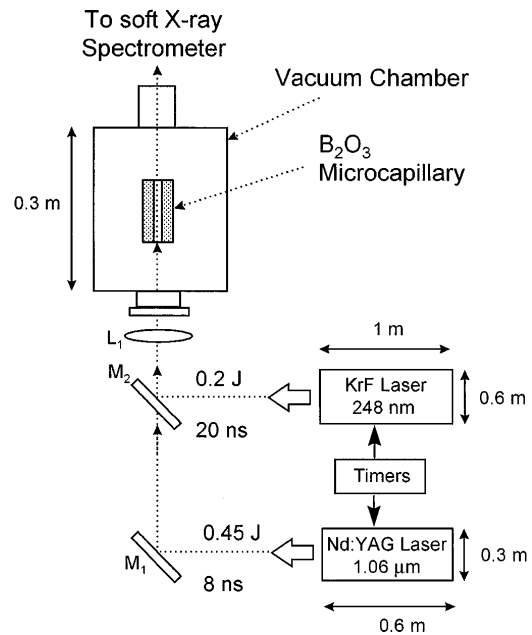 To soft X-ray
Spectrometer
Vacuum Chamber
B₂O₃
Microcapillary
0.3 m
L₁
1 m
M₂
0.2 J
KrF Laser
248 nm
0.6 m
20 ns
Timers
0.45 J
Nd:YAG Laser
1.06 μm
0.3 m
M₁
8 ns
0.6 m